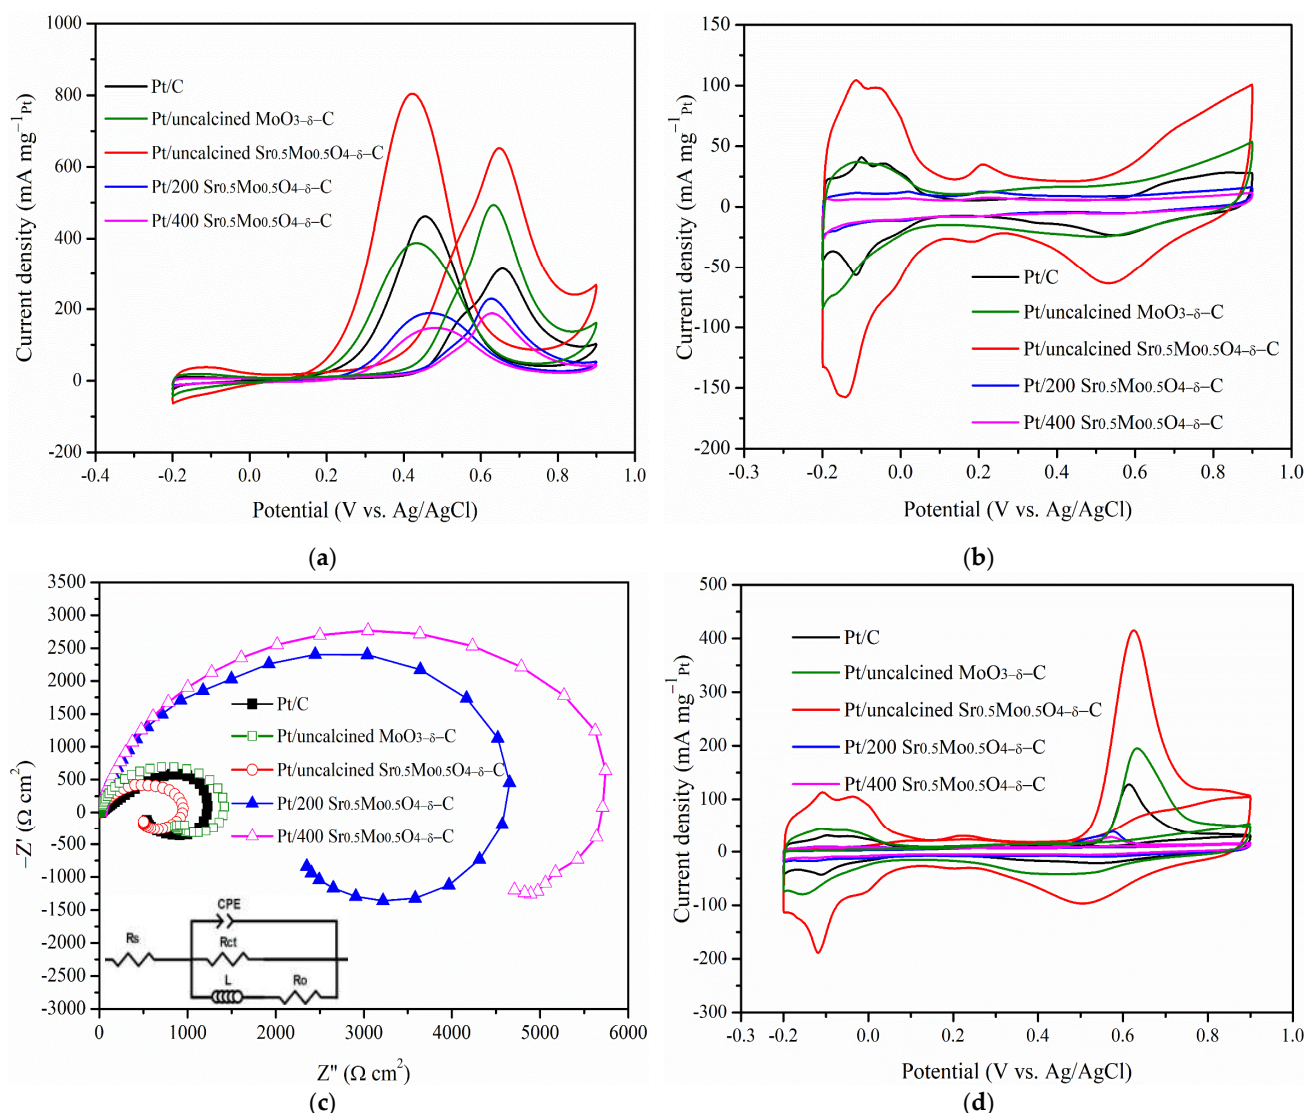 1000
800
600
400
200
0
-200
-0.4
-0.2
0.0
0.2
0.4
0.6
0.8
1.0
Current density (mA mg⁻¹Pt)
Potential (V vs. Ag/AgCl)
Pt/C
Pt/uncalcined MoO3−δ−C
Pt/uncalcined Sr0.5Mo0.5O4−δ−C
Pt/200 Sr0.5Mo0.5O4−δ−C
Pt/400 Sr0.5Mo0.5O4−δ−C
(a)
150
100
50
0
-50
-100
-150
-200
-0.3
-0.2
0.0
0.2
0.4
0.6
0.8
1.0
Current density (mA mg⁻¹Pt)
Potential (V vs. Ag/AgCl)
Pt/C
Pt/uncalcined MoO3−δ−C
Pt/uncalcined Sr0.5Mo0.5O4−δ−C
Pt/200 Sr0.5Mo0.5O4−δ−C
Pt/400 Sr0.5Mo0.5O4−δ−C
(b)
3500
3000
2500
2000
1500
1000
500
0
-500
-1000
-1500
-2000
-2500
-3000
0
1000
2000
3000
4000
5000
6000
−Z' (Ω cm²)
Z" (Ω cm²)
Pt/C
Pt/uncalcined MoO3−δ−C
Pt/uncalcined Sr0.5Mo0.5O4−δ−C
Pt/200 Sr0.5Mo0.5O4−δ−C
Pt/400 Sr0.5Mo0.5O4−δ−C
CPE
Rs
Rct
L
Ro
(c)
500
400
300
200
100
0
-100
-200
-300
-0.2
0.0
0.2
0.4
0.6
0.8
1.0
Current density (mA mg⁻¹Pt)
Potential (V vs. Ag/AgCl)
Pt/C
Pt/uncalcined MoO3−δ−C
Pt/uncalcined Sr0.5Mo0.5O4−δ−C
Pt/200 Sr0.5Mo0.5O4−δ−C
Pt/400 Sr0.5Mo0.5O4−δ−C
(d)